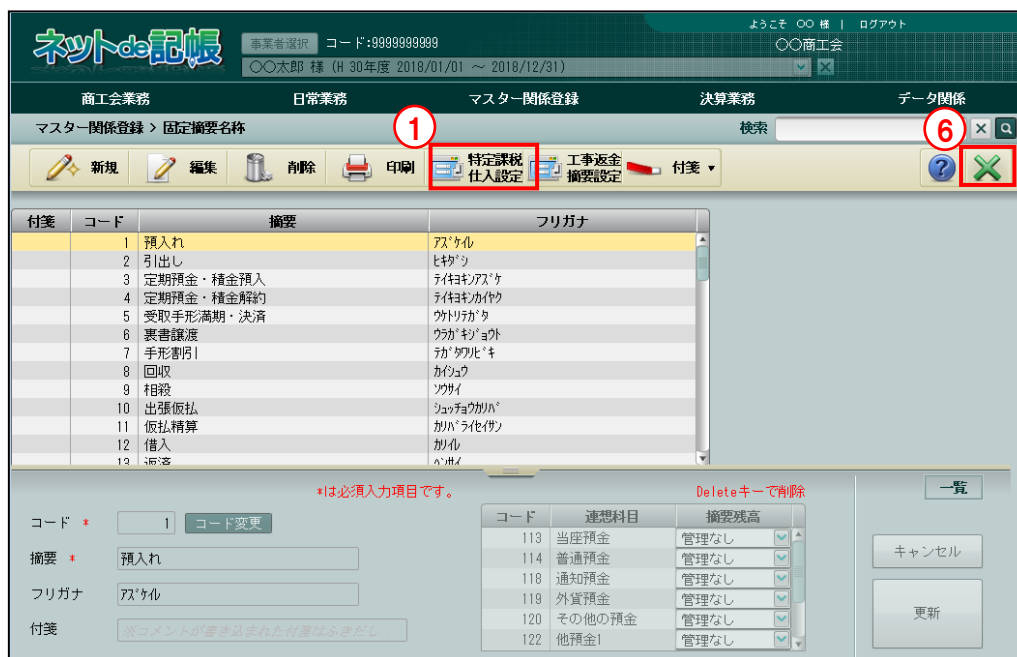 ようこそ 〇〇 様 | ログアウト
ネットde記帳
事業者選択 コード:9999999999
〇〇商工会
〇〇太郎 様 (H 30年度 2018/01/01 ～ 2018/12/31)
商工会業務 日常業務 マスター関係登録 決算業務 データ関係
マスター関係登録 > 固定摘要名称
検索
① ⑥
新規 編集 削除 印刷 特定課税仕入設定 工事返金摘要設定 付箋
付箋 コード 摘要 フリガナ
1 預入れ ｱｽﾞｹｲﾙ
2 引出し ﾋｷﾀﾞｼ
3 定期預金・積金預入 ﾃｲｷﾖｷﾝｱｽﾞｹ
4 定期預金・積金解約 ﾃｲｷﾖｷﾝｶｲﾔｸ
5 受取手形満期・決済 ｳｹﾄﾘﾃｶﾞﾀ
6 裏書譲渡 ｳﾗｶﾞｷｼﾞｮｳﾄ
7 手形割引 ﾃｶﾞﾀﾜﾘﾋﾞｷ
8 回収 ｶｲｼｭｳ
9 相殺 ｿｳｻｲ
10 出張仮払 ｼｭｯﾁｮｳｶﾘﾊﾞ
11 仮払精算 ｶﾘﾊﾞﾗｲｾｲｻﾝ
12 借入 ｶﾘｲﾙ
13 返済 ﾍﾝｻｲ
*は必須入力項目です。
Deleteキーで削除
一覧
コード * 1 コード変更
摘要 * 預入れ
フリガナ ｱｽﾞｹｲﾙ
付箋 ※コメントが書き込まれた付箋はふきだし
コード 連想科目 摘要残高
113 当座預金 管理なし
114 普通預金 管理なし
118 通知預金 管理なし
119 外貨預金 管理なし
120 その他の預金 管理なし
122 他預金1 管理なし
キャンセル
更新